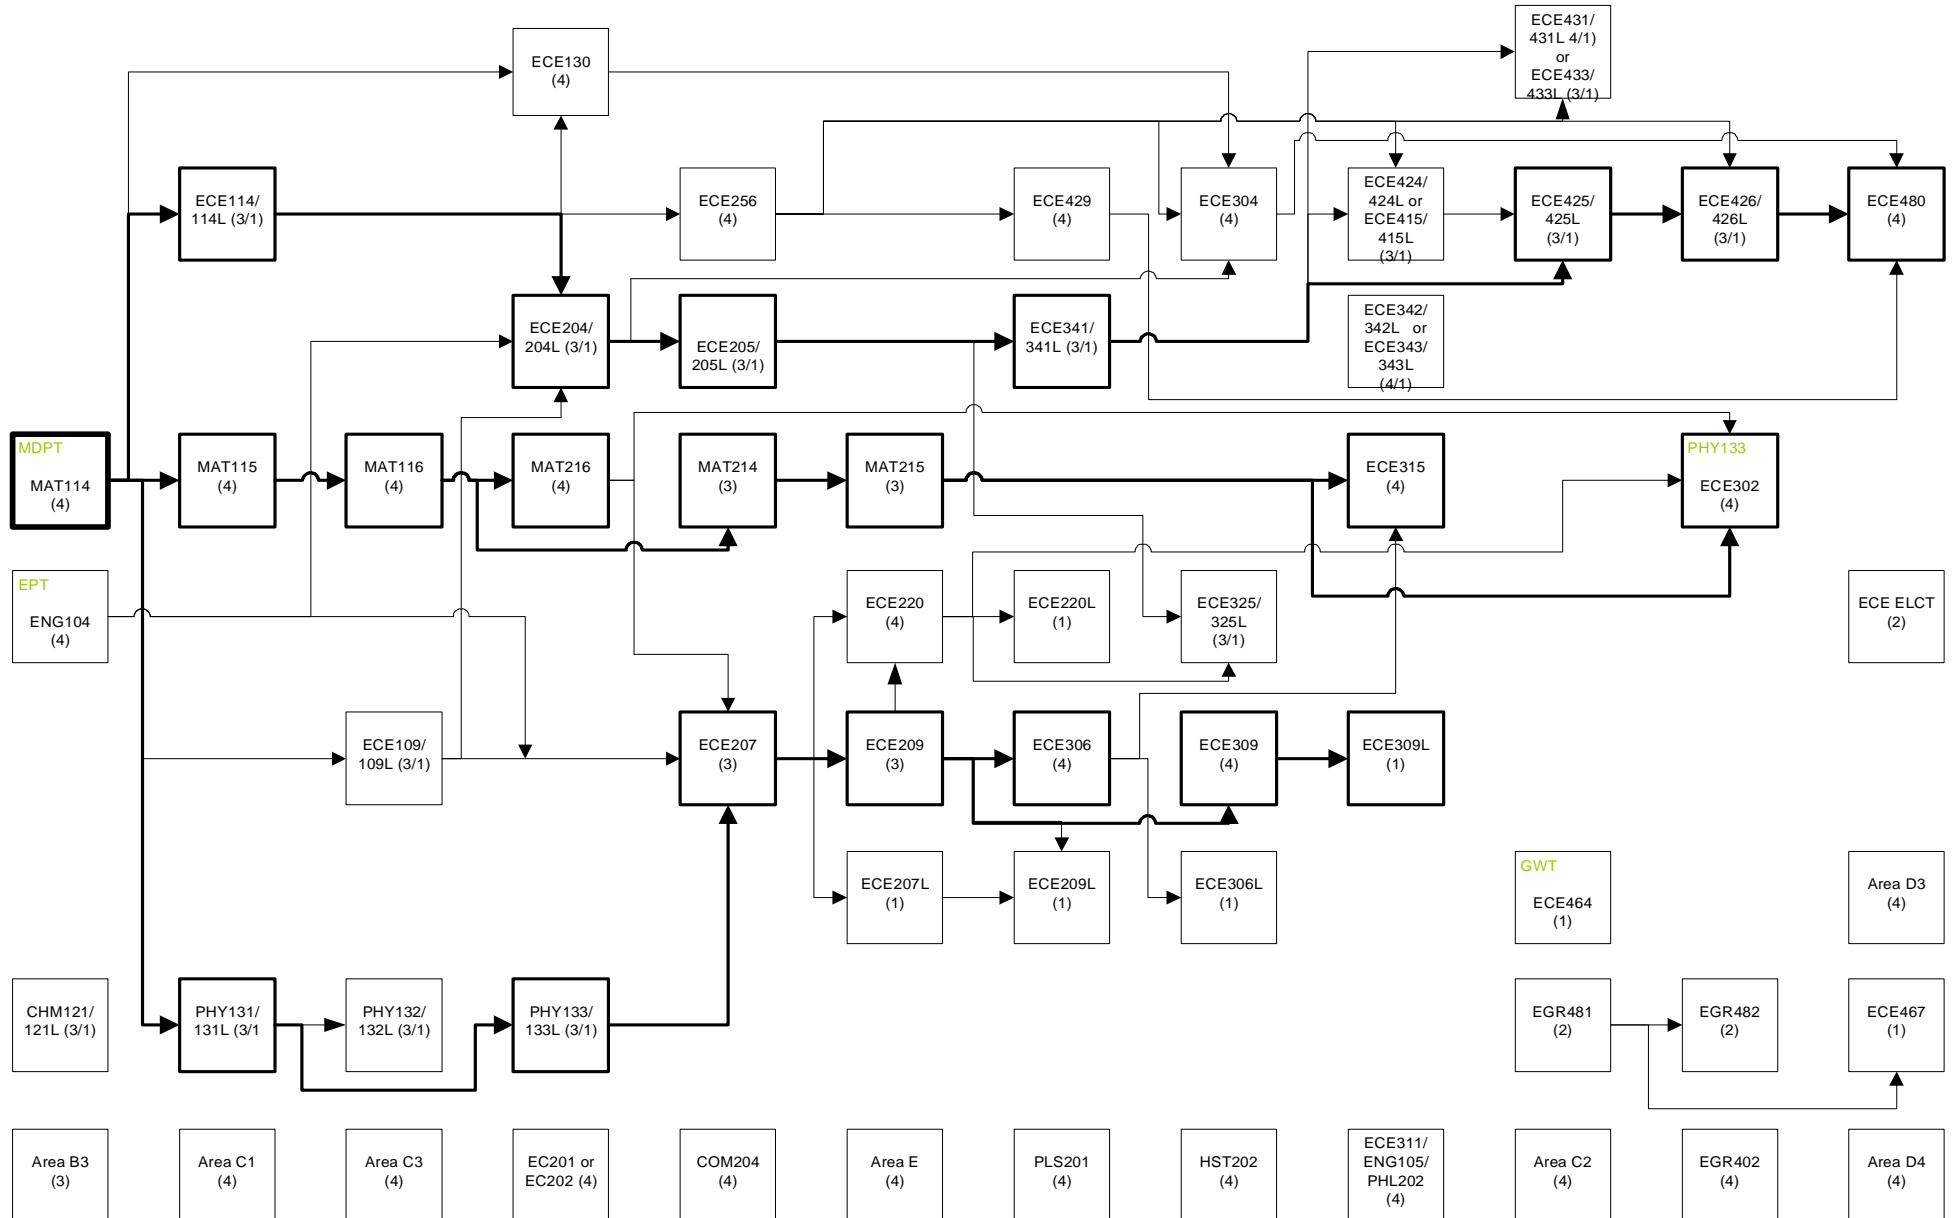 ECE431/
431L 4/1)
or
ECE433/
433L (3/1)
ECE130
(4)
ECE114/
114L (3/1)
ECE256
(4)
ECE429
(4)
ECE304
(4)
ECE424/
424L or
ECE415/
415L
(3/1)
ECE425/
425L
(3/1)
ECE426/
426L
(3/1)
ECE480
(4)
ECE204/
204L (3/1)
ECE205/
205L (3/1)
ECE341/
341L (3/1)
ECE342/
342L or
ECE343/
343L
(4/1)
MDPT
MAT114
(4)
MAT115
(4)
MAT116
(4)
MAT216
(4)
MAT214
(3)
MAT215
(3)
ECE315
(4)
PHY133
ECE302
(4)
EPT
ENG104
(4)
ECE220
(4)
ECE220L
(1)
ECE325/
325L
(3/1)
ECE ELCT
(2)
ECE109/
109L (3/1)
ECE207
(3)
ECE209
(3)
ECE306
(4)
ECE309
(4)
ECE309L
(1)
ECE207L
(1)
ECE209L
(1)
ECE306L
(1)
GWT
ECE464
(1)
Area D3
(4)
CHM121/
121L (3/1)
PHY131/
131L (3/1
PHY132/
132L (3/1)
PHY133/
133L (3/1)
EGR481
(2)
EGR482
(2)
ECE467
(1)
Area B3
(3)
Area C1
(4)
Area C3
(4)
EC201 or
EC202 (4)
COM204
(4)
Area E
(4)
PLS201
(4)
HST202
(4)
ECE311/
ENG105/
PHL202
(4)
Area C2
(4)
EGR402
(4)
Area D4
(4)